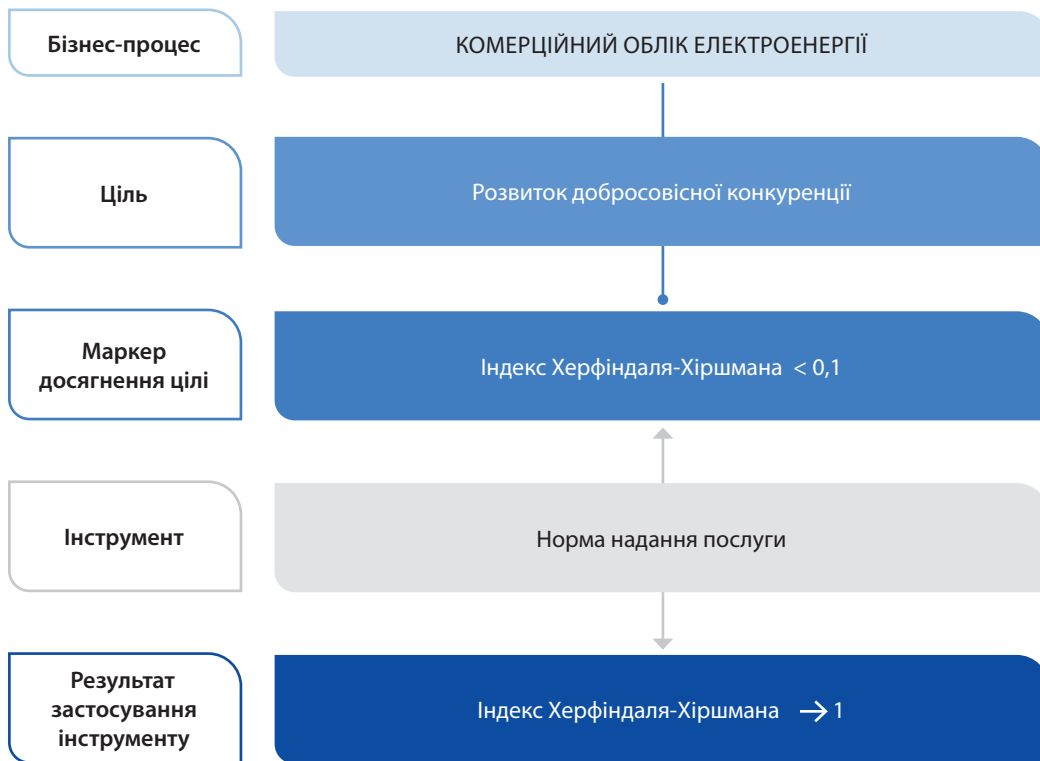 Бізнес-процес
КОМЕРЦІЙНИЙ ОБЛІК ЕЛЕКТРОЕНЕРГІЇ
Ціль
Розвиток добросовісної конкуренції
Маркер
досягнення цілі
Індекс Херфіндаля-Хіршмана < 0,1
Інструмент
Норма надання послуги
Результат
застосування
інструменту
Індекс Херфіндаля-Хіршмана → 1